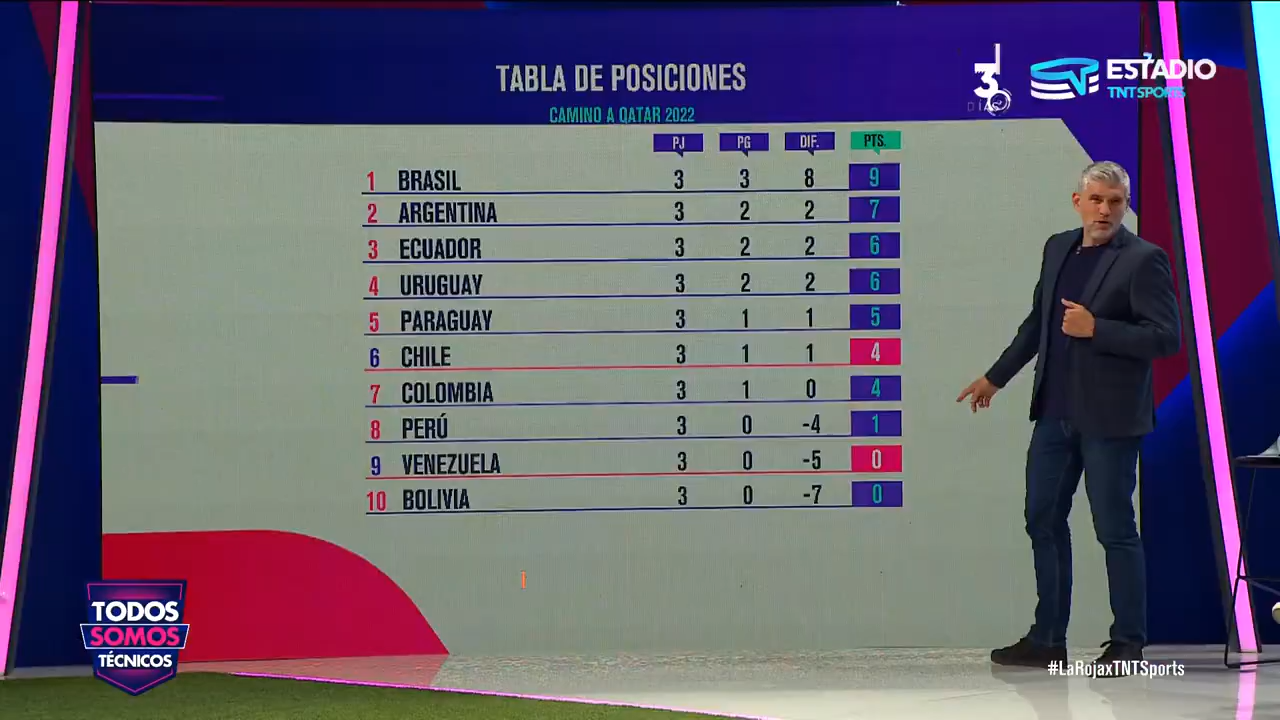 TABLA DE POSICIONES
CAMINO A QATAR 2022
3
DÍAS
ESTADIO
TNT SPORTS
PJ PG DIF. PTS.
1 BRASIL 3 3 8 9
2 ARGENTINA 3 2 2 7
3 ECUADOR 3 2 2 6
4 URUGUAY 3 2 2 6
5 PARAGUAY 3 1 1 5
6 CHILE 3 1 1 4
7 COLOMBIA 3 1 0 4
8 PERÚ 3 0 -4 1
9 VENEZUELA 3 0 -5 0
10 BOLIVIA 3 0 -7 0
TODOS
SOMOS
TÉCNICOS
#LaRojaxTNTSports